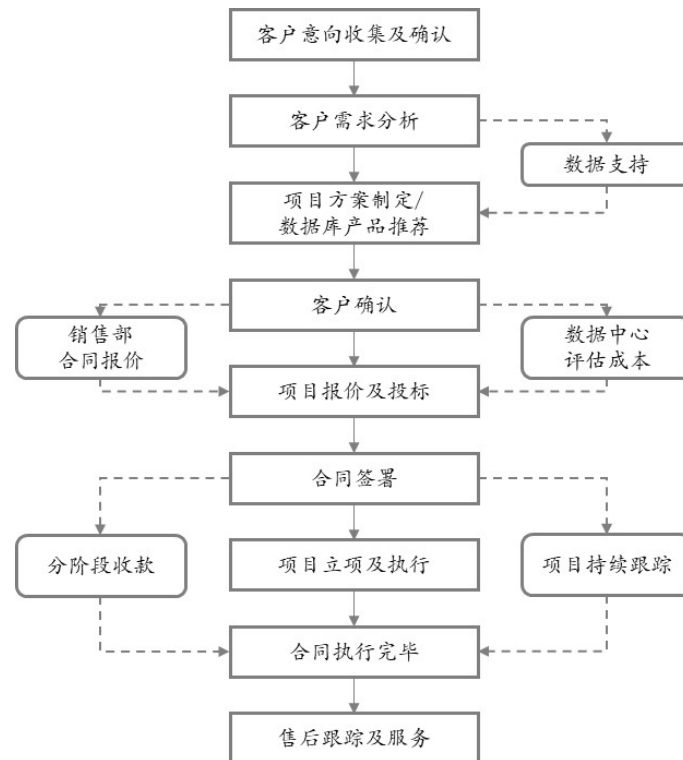 客户意向收集及确认
客户需求分析
数据支持
项目方案制定/
数据库产品推荐
客户确认
销售部
合同报价
数据中心
评估成本
项目报价及投标
合同签署
分阶段收款
项目立项及执行
项目持续跟踪
合同执行完毕
售后跟踪及服务